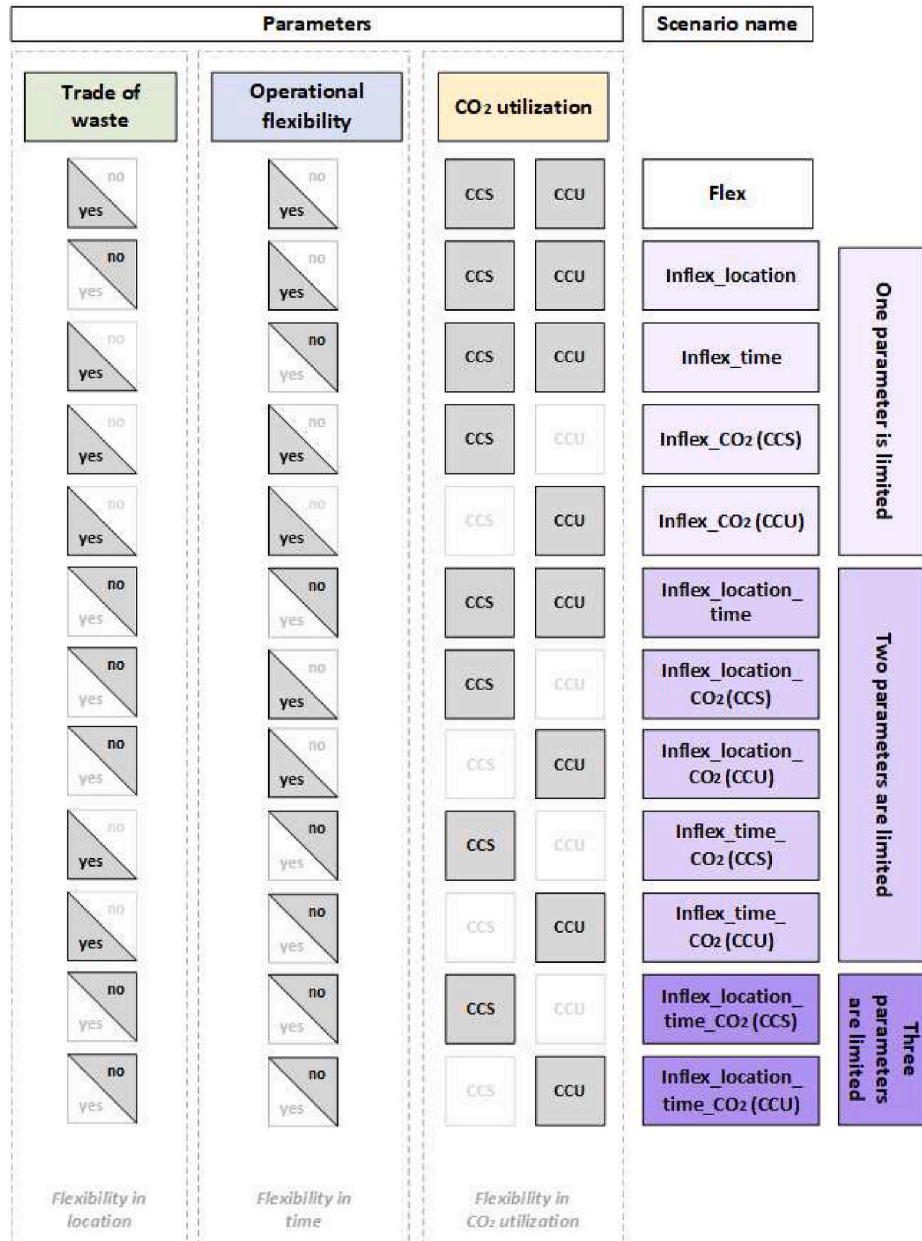 Parameters
Scenario name
Trade of
waste
Operational
flexibility
CO₂ utilization
no
yes
no
yes
CCS
CCU
Flex
no
yes
no
yes
CCS
CCU
Inflex_location
no
yes
no
yes
CCS
CCU
Inflex_time
no
yes
no
yes
CCS
CCU
Inflex_CO₂ (CCS)
no
yes
no
yes
CCS
CCU
Inflex_CO₂ (CCU)
One parameter is limited
no
yes
no
yes
CCS
CCU
Inflex_location_
time
no
yes
no
yes
CCS
CCU
Inflex_location_
CO₂ (CCS)
no
yes
no
yes
CCS
CCU
Inflex_location_
CO₂ (CCU)
no
yes
no
yes
CCS
CCU
Inflex_time_
CO₂ (CCS)
no
yes
no
yes
CCS
CCU
Inflex_time_
CO₂ (CCU)
Two parameters are limited
no
yes
no
yes
CCS
CCU
Inflex_location_
time_CO₂ (CCS)
no
yes
no
yes
CCS
CCU
Inflex_location_
time_CO₂ (CCU)
Three
parameters
are limited
Flexibility in
location
Flexibility in
time
Flexibility in
CO₂ utilization